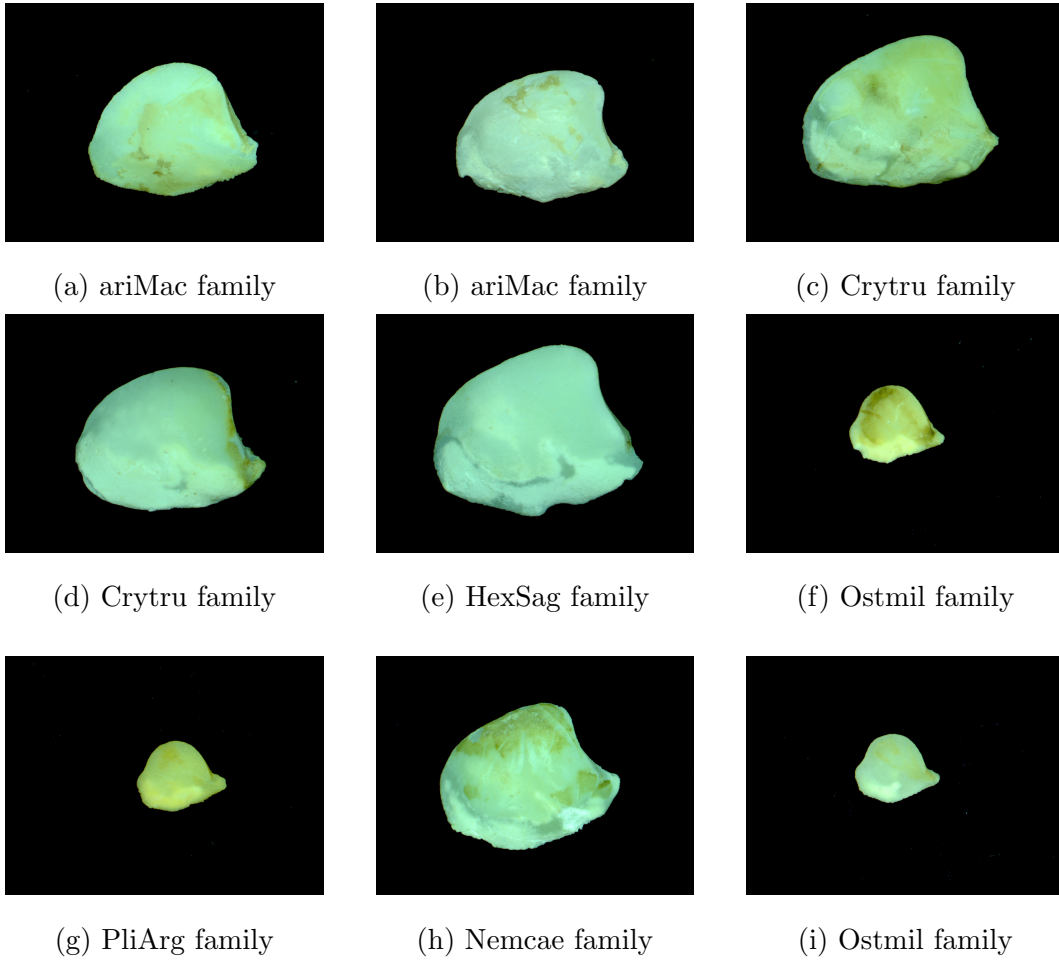 (a) ariMac family
(b) ariMac family
(c) Crytru family
(d) Crytru family
(e) HexSag family
(f) Ostmil family
(g) PliArg family
(h) Nemcae family
(i) Ostmil family